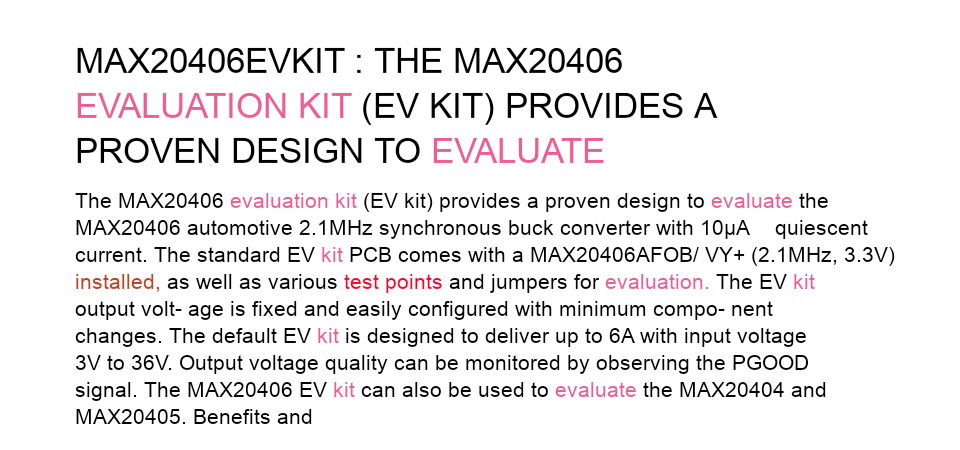 MAX20406EVKIT : THE MAX20406
EVALUATION KIT (EV KIT) PROVIDES A
PROVEN DESIGN TO EVALUATE
The MAX20406 evaluation kit (EV kit) provides a proven design to evaluate the
MAX20406 automotive 2.1MHz synchronous buck converter with 10μA quiescent
current. The standard EV kit PCB comes with a MAX20406AFOB/ VY+ (2.1MHz, 3.3V)
installed, as well as various test points and jumpers for evaluation. The EV kit
output volt- age is fixed and easily configured with minimum compo- nent
changes. The default EV kit is designed to deliver up to 6A with input voltage
3V to 36V. Output voltage quality can be monitored by observing the PGOOD
signal. The MAX20406 EV kit can also be used to evaluate the MAX20404 and
MAX20405. Benefits and